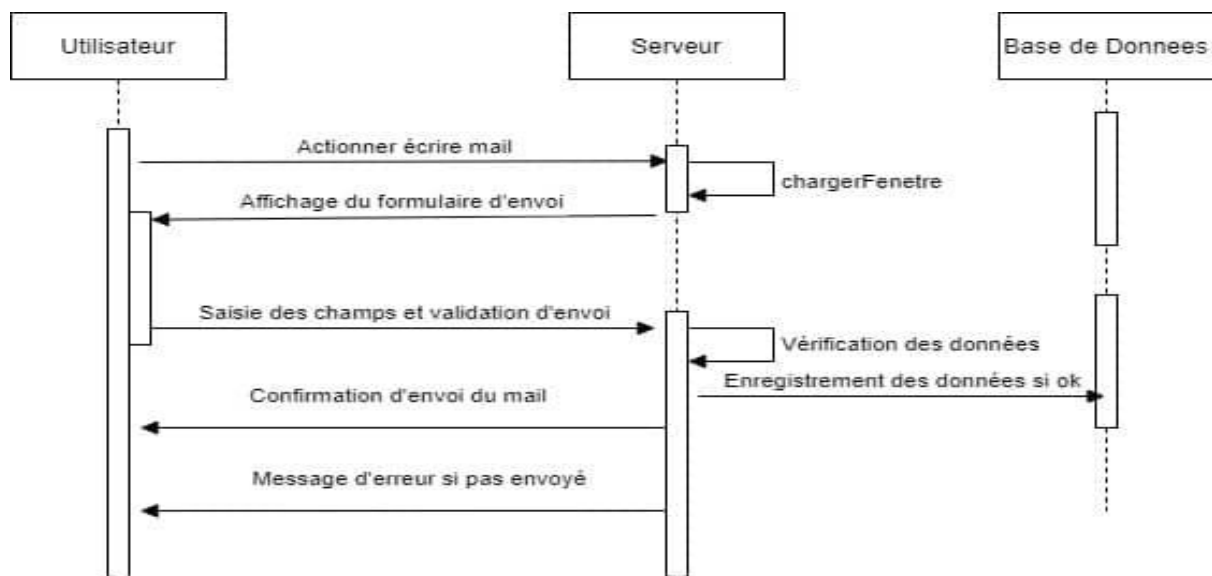 Utilisateur
Serveur
Base de Donnees
Actionner écrire mail
chargerFenetre
Affichage du formulaire d'envoi
Saisie des champs et validation d'envoi
Vérification des données
Enregistrement des données si ok
Confirmation d'envoi du mail
Message d'erreur si pas envoyé